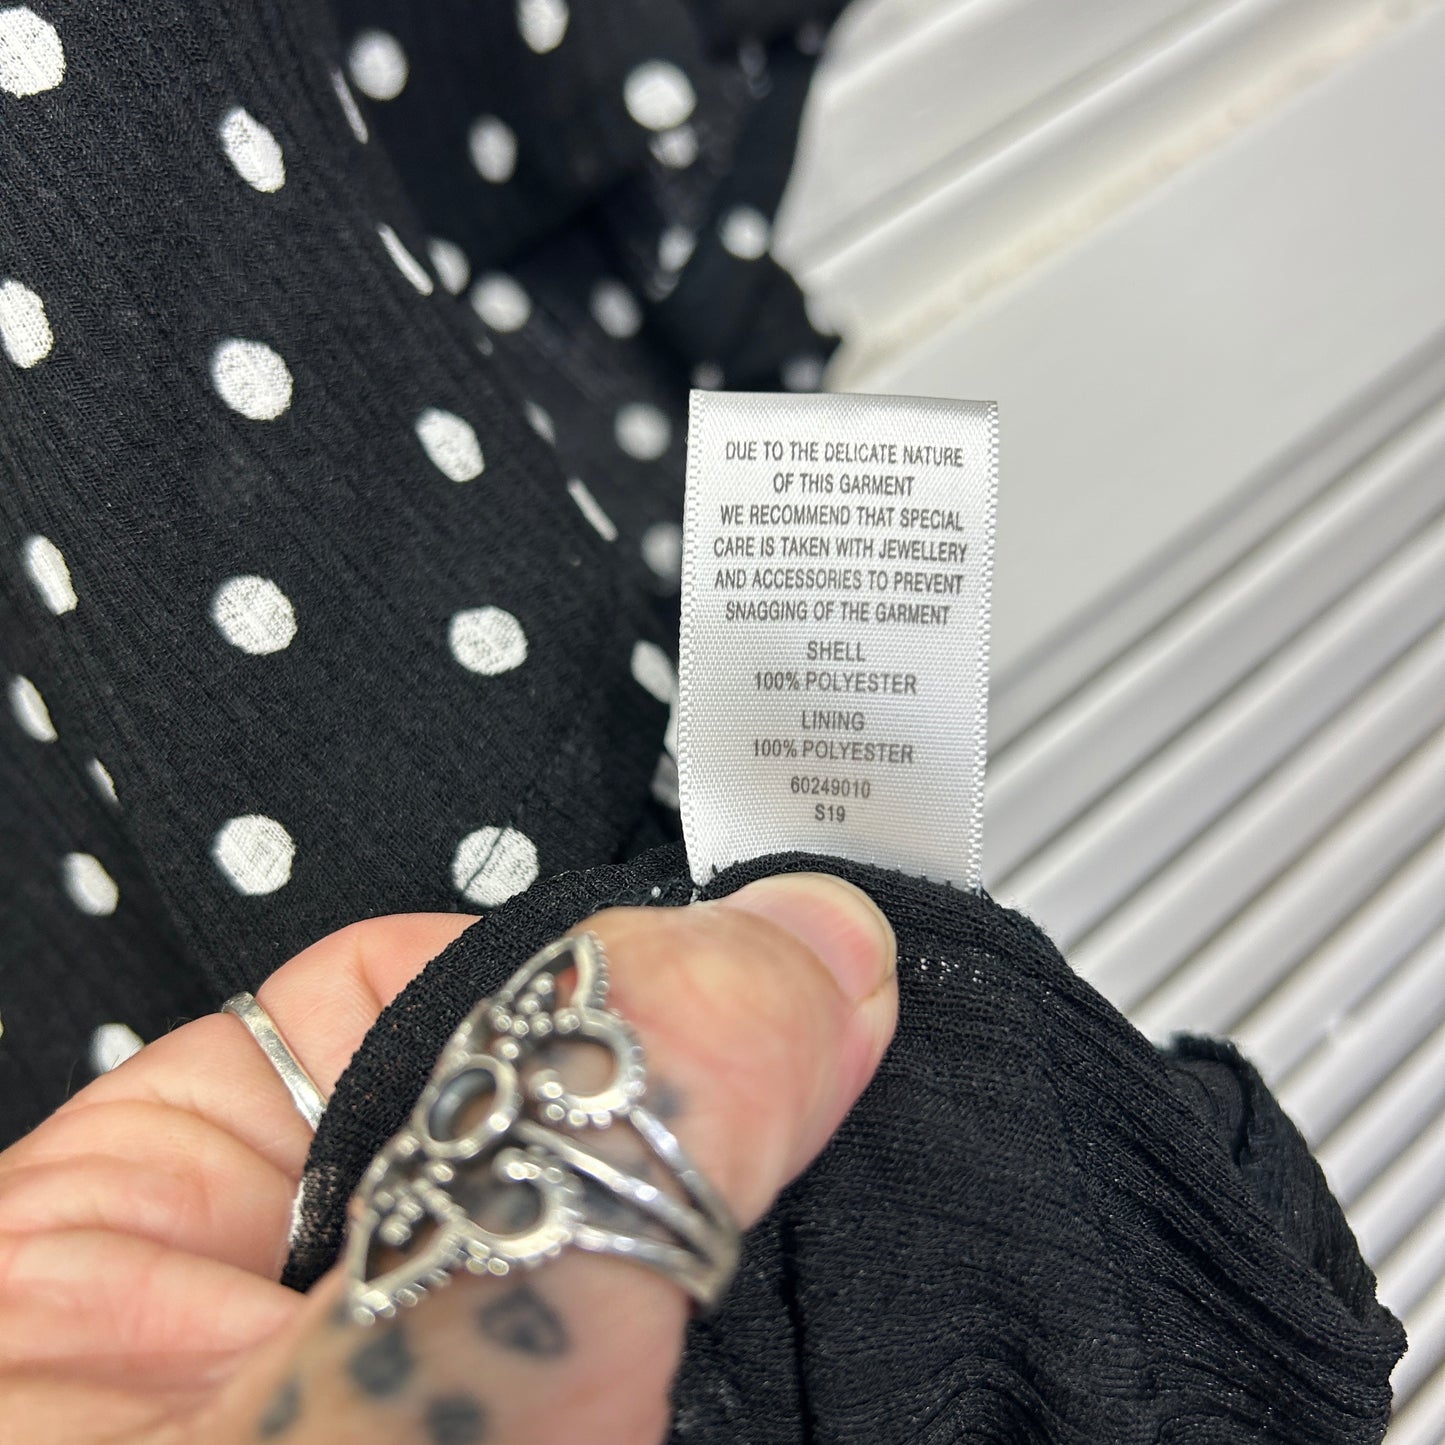 DUE TO THE DELICATE NATURE
OF THIS GARMENT
WE RECOMMEND THAT SPECIAL
CARE IS TAKEN WITH JEWELLERY
AND ACCESSORIES TO PREVENT
SNAGGING OF THE GARMENT
SHELL
100% POLYESTER
LINING
100% POLYESTER
60249010
S19